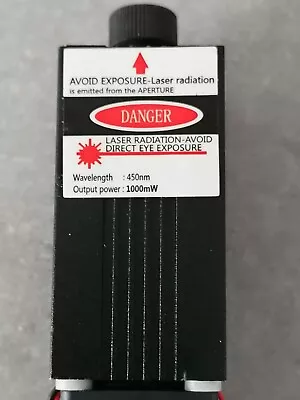 AVOID EXPOSURE-Laser radiation
is emitted from the APERTURE
DANGER
LASER RADIATION-AVOID
DIRECT EYE EXPOSURE
Wavelength : 450nm
Output power : 1000mW